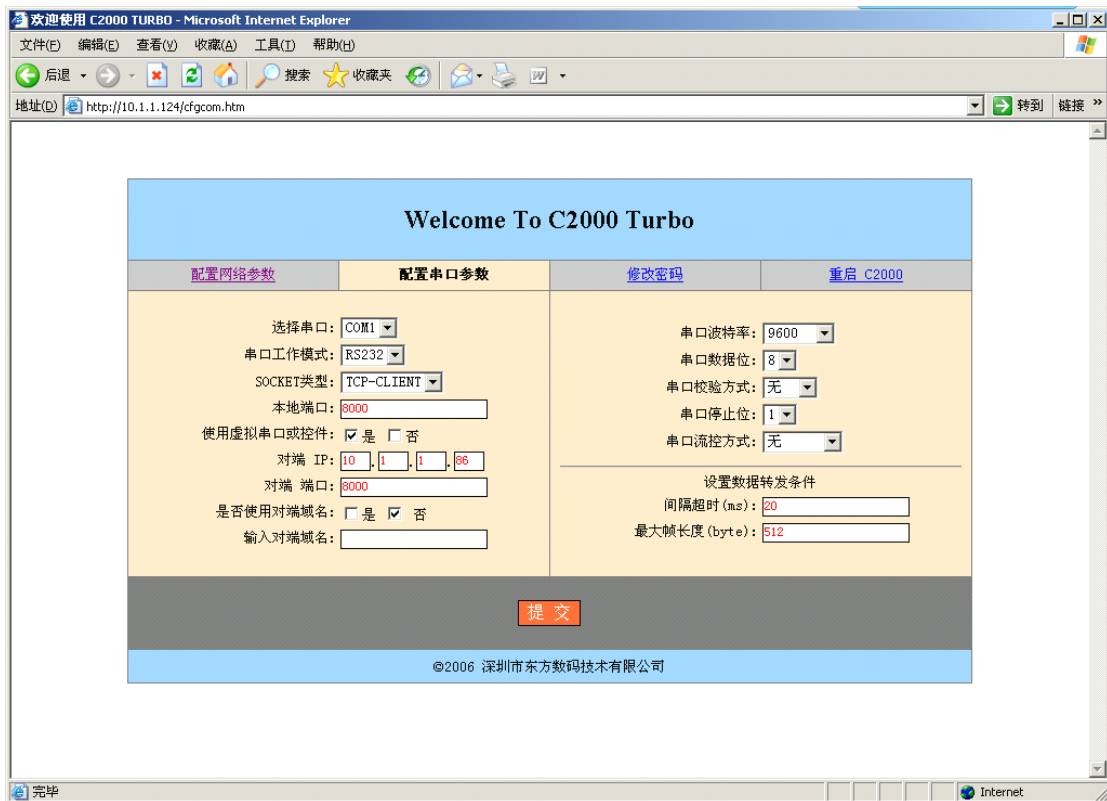 欢迎使用 C2000 TURBO - Microsoft Internet Explorer
文件(F) 编辑(E) 查看(V) 收藏(A) 工具(T) 帮助(H)
后退 搜索 收藏夹
地址(D) http://10.1.1.124/cfgcom.htm 转到 链接 »
Welcome To C2000 Turbo
配置网络参数 配置串口参数 修改密码 重启 C2000
选择串口: COM1
串口工作模式: RS232
SOCKET类型: TCP-CLIENT
本地端口: 8000
使用虚拟串口或控件: 是 否
对端 IP: 10 . 1 . 1 . 86
对端 端口: 8000
是否使用对端域名: 是 否
输入对端域名:
串口波特率: 9600
串口数据位: 8
串口校验方式: 无
串口停止位: 1
串口流控方式: 无
设置数据转发条件
间隔超时(ms): 20
最大帧长度(byte): 512
提 交
©2006 深圳市东方数码技术有限公司
完毕 Internet